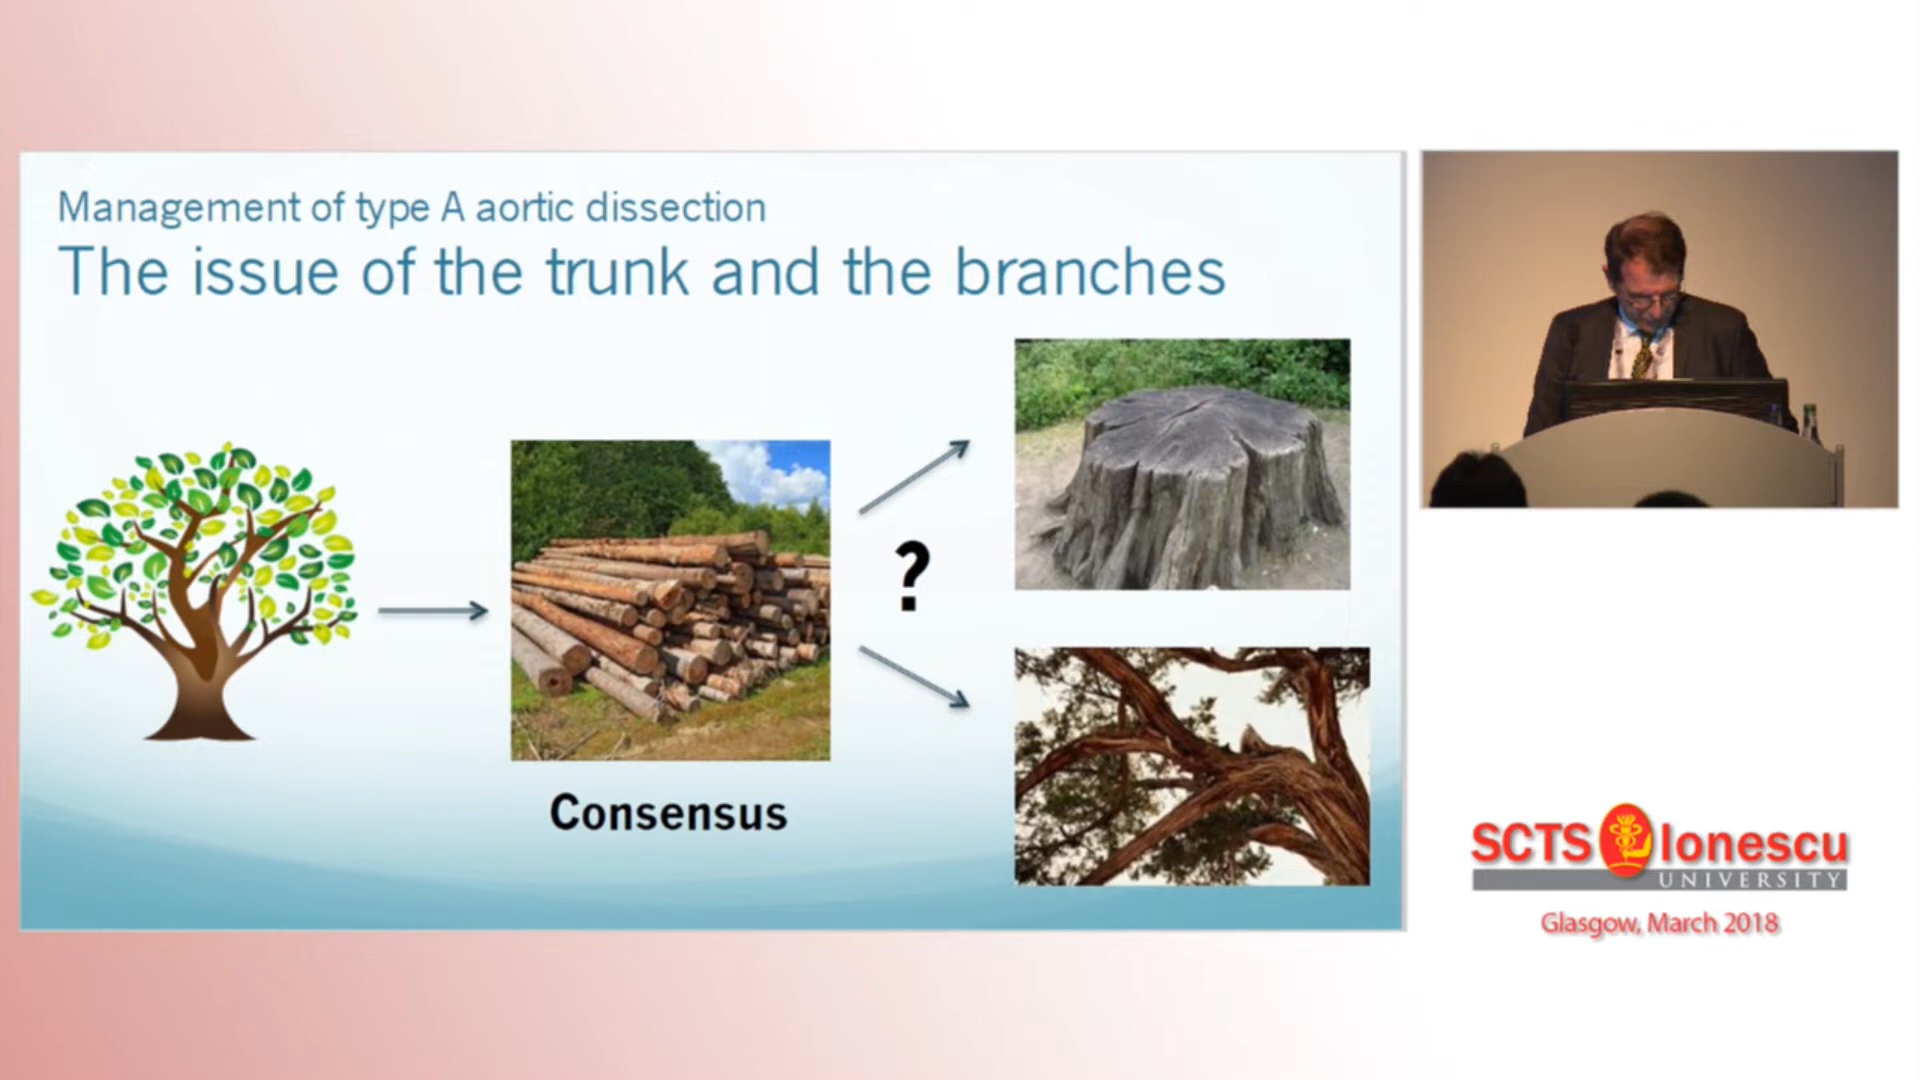 Management of type A aortic dissection
The issue of the trunk and the branches
?
Consensus
SCTS Ionescu
UNIVERSITY
Glasgow, March 2018